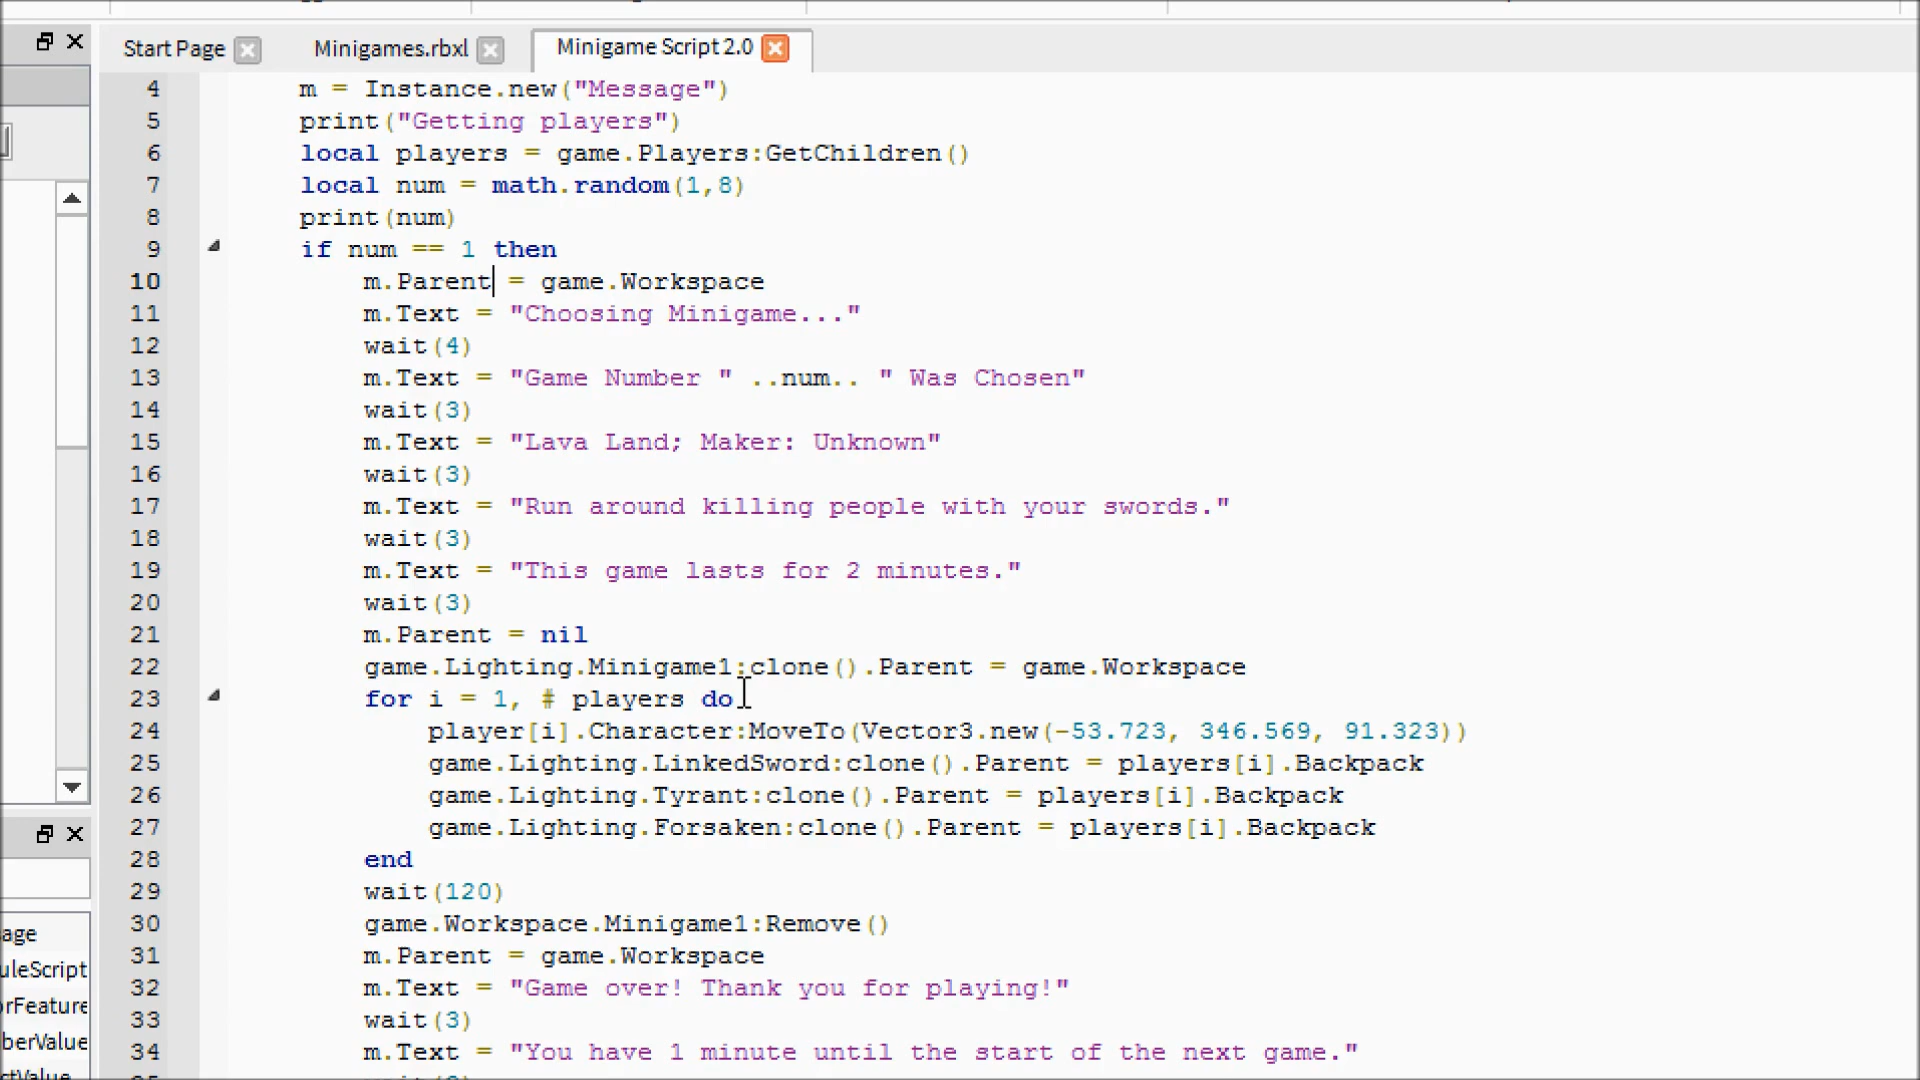 Start Page
Minigames.rbxl
Minigame Script 2.0
4 m = Instance.new("Message")
5 print("Getting players")
6 local players = game.Players:GetChildren()
7 local num = math.random(1,8)
8 print(num)
9 if num == 1 then
10 m.Parent = game.Workspace
11 m.Text = "Choosing Minigame..."
12 wait(4)
13 m.Text = "Game Number " ..num.. " Was Chosen"
14 wait(3)
15 m.Text = "Lava Land; Maker: Unknown"
16 wait(3)
17 m.Text = "Run around killing people with your swords."
18 wait(3)
19 m.Text = "This game lasts for 2 minutes."
20 wait(3)
21 m.Parent = nil
22 game.Lighting.Minigame1:clone().Parent = game.Workspace
23 for i = 1, # players do
24 player[i].Character:MoveTo(Vector3.new(-53.723, 346.569, 91.323))
25 game.Lighting.LinkedSword:clone().Parent = players[i].Backpack
26 game.Lighting.Tyrant:clone().Parent = players[i].Backpack
27 game.Lighting.Forsaken:clone().Parent = players[i].Backpack
28 end
29 wait(120)
30 game.Workspace.Minigame1:Remove()
31 m.Parent = game.Workspace
32 m.Text = "Game over! Thank you for playing!"
33 wait(3)
34 m.Text = "You have 1 minute until the start of the next game."
age
uleScript
orFeature
berValue